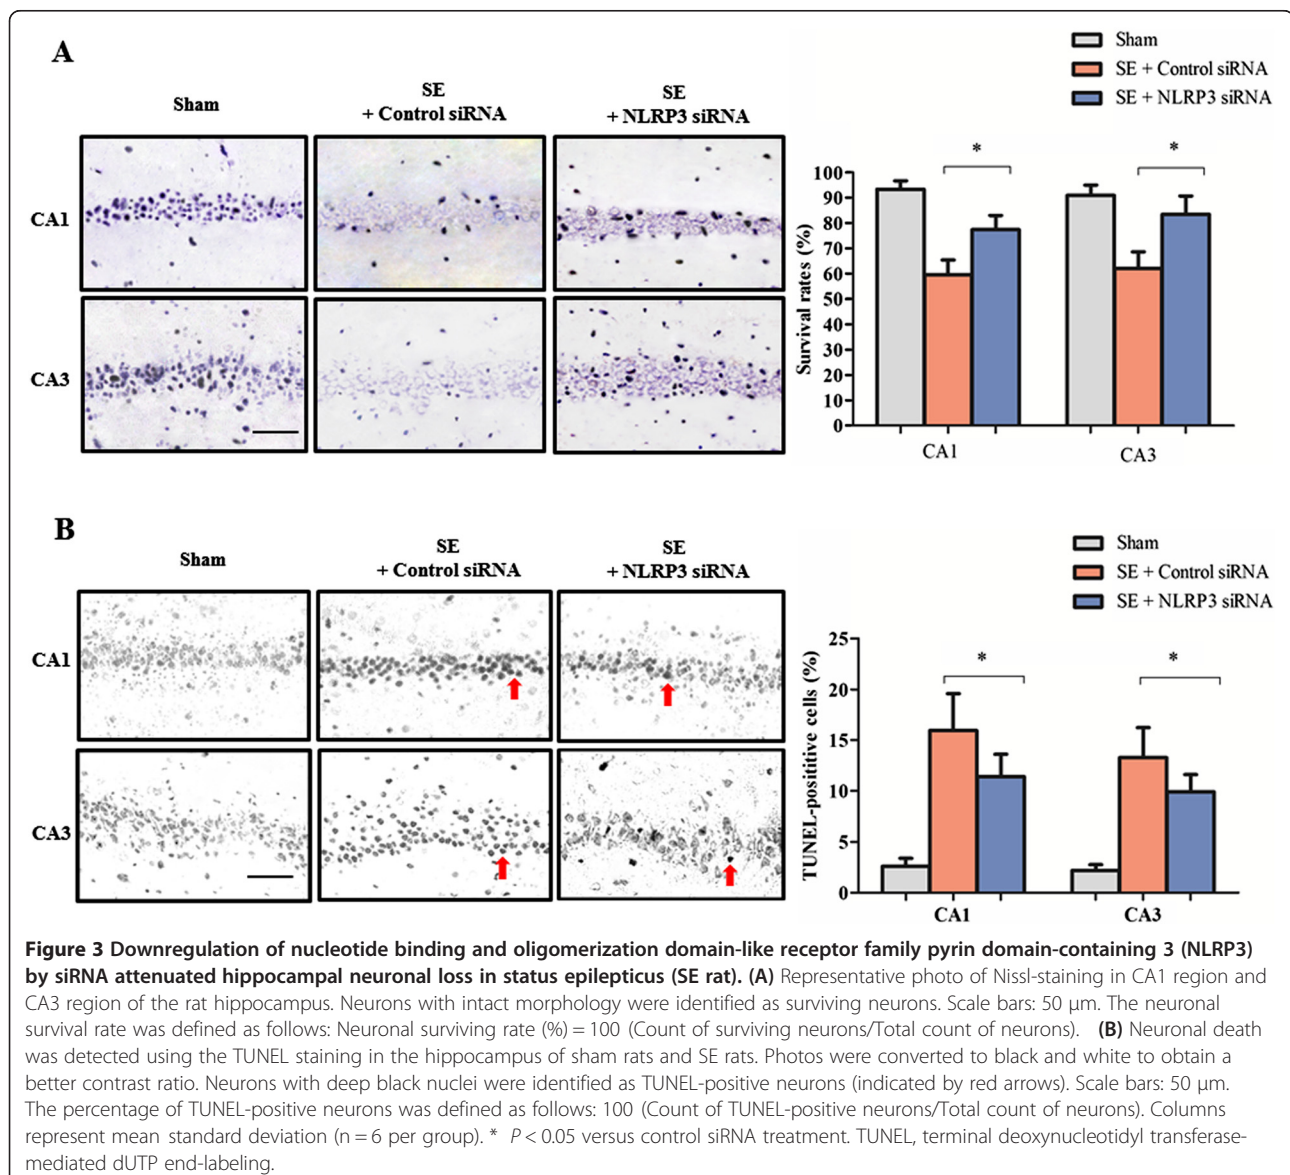 A
Sham
SE
+ Control siRNA
SE
+ NLRP3 siRNA
CA1
CA3
Sham
SE + Control siRNA
SE + NLRP3 siRNA
*
*
Survival rates (%)
100
90
80
70
60
50
40
30
20
10
0
CA1
CA3
B
Sham
SE
+ Control siRNA
SE
+ NLRP3 siRNA
CA1
CA3
Sham
SE + Control siRNA
SE + NLRP3 siRNA
*
*
TUNEL-posititive cells (%)
25
20
15
10
5
0
CA1
CA3
Figure 3 Downregulation of nucleotide binding and oligomerization domain-like receptor family pyrin domain-containing 3 (NLRP3)
by siRNA attenuated hippocampal neuronal loss in status epilepticus (SE rat). (A) Representative photo of Nissl-staining in CA1 region and
CA3 region of the rat hippocampus. Neurons with intact morphology were identified as surviving neurons. Scale bars: 50 μm. The neuronal
survival rate was defined as follows: Neuronal surviving rate (%) = 100 (Count of surviving neurons/Total count of neurons). (B) Neuronal death
was detected using the TUNEL staining in the hippocampus of sham rats and SE rats. Photos were converted to black and white to obtain a
better contrast ratio. Neurons with deep black nuclei were identified as TUNEL-positive neurons (indicated by red arrows). Scale bars: 50 μm.
The percentage of TUNEL-positive neurons was defined as follows: 100 (Count of TUNEL-positive neurons/Total count of neurons). Columns
represent mean standard deviation (n = 6 per group). * P < 0.05 versus control siRNA treatment. TUNEL, terminal deoxynucleotidyl transferase-
mediated dUTP end-labeling.